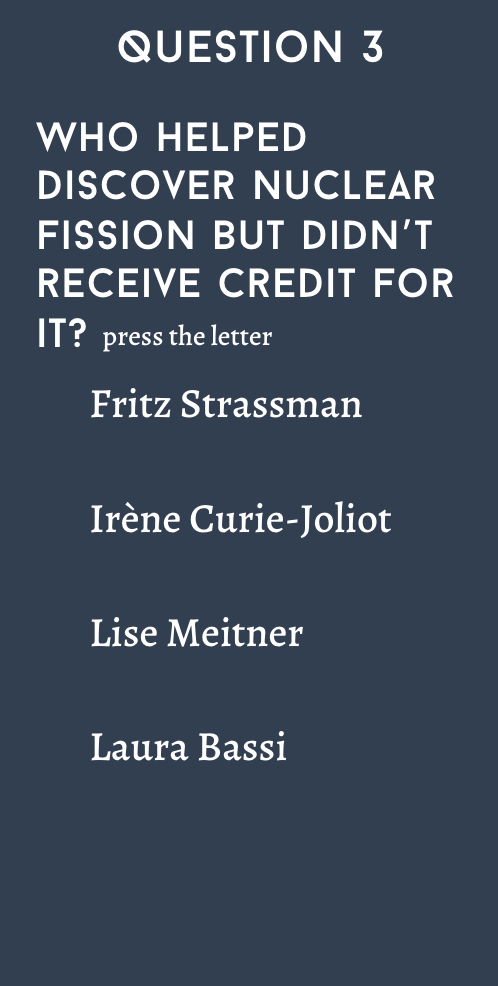 QUESTION 3
WHO HELPED
DISCOVER NUCLEAR
FISSION BUT DIDN'T
RECEIVE CREDIT FOR
IT? press the letter
Fritz Strassman
Irène Curie-Joliot
Lise Meitner
Laura Bassi